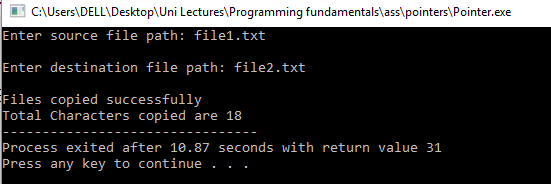 C:\Users\DELL\Desktop\Uni Lectures\Programming fundamentals\ass\pointers\Pointer.exe
Enter source file path: file1.txt
Enter destination file path: file2.txt
Files copied successfully
Total Characters copied are 18
--------------------------------
Process exited after 10.87 seconds with return value 31
Press any key to continue . . .